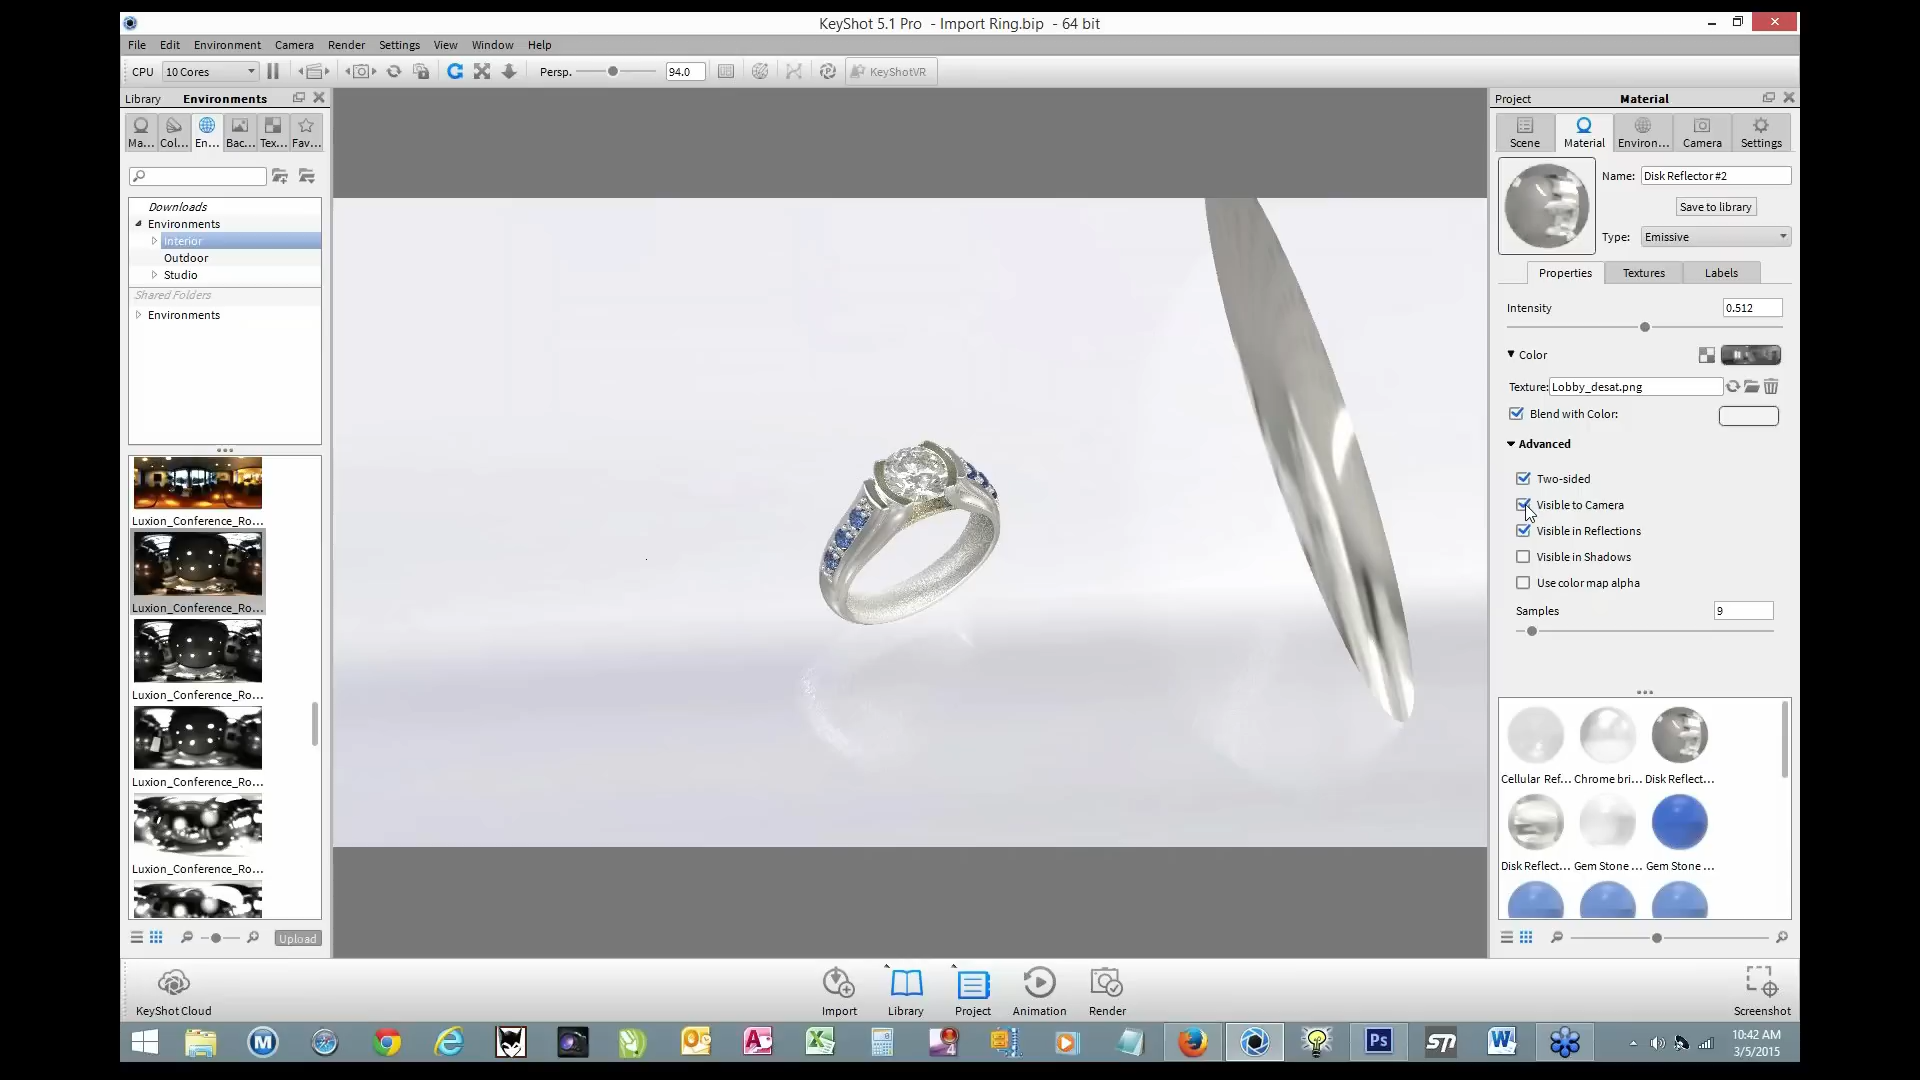 KeyShot 5.1 Pro - Import Ring.bip - 64 bit
File Edit Environment Camera Render Settings View Window Help
CPU 10 Cores Persp. 94.0 KeyShotVR
Library Environments
Ma... Col... En... Bac... Tex... Fav...
Downloads
Environments
Interior
Outdoor
Studio
Shared Folders
Environments
Luxion_Conference_Ro...
Luxion_Conference_Ro...
Luxion_Conference_Ro...
Luxion_Conference_Ro...
Luxion_Conference_Ro...
Upload
Project Material
Scene Material Environ... Camera Settings
Name: Disk Reflector #2
Save to library
Type: Emissive
Properties Textures Labels
Intensity 0.512
Color
Texture: Lobby_desat.png
Blend with Color:
Advanced
Two-sided
Visible to Camera
Visible in Reflections
Visible in Shadows
Use color map alpha
Samples 9
Cellular Ref... Chrome bri... Disk Reflect...
Disk Reflect... Gem Stone ... Gem Stone ...
KeyShot Cloud Import Library Project Animation Render Screenshot
10:42 AM
3/5/2015